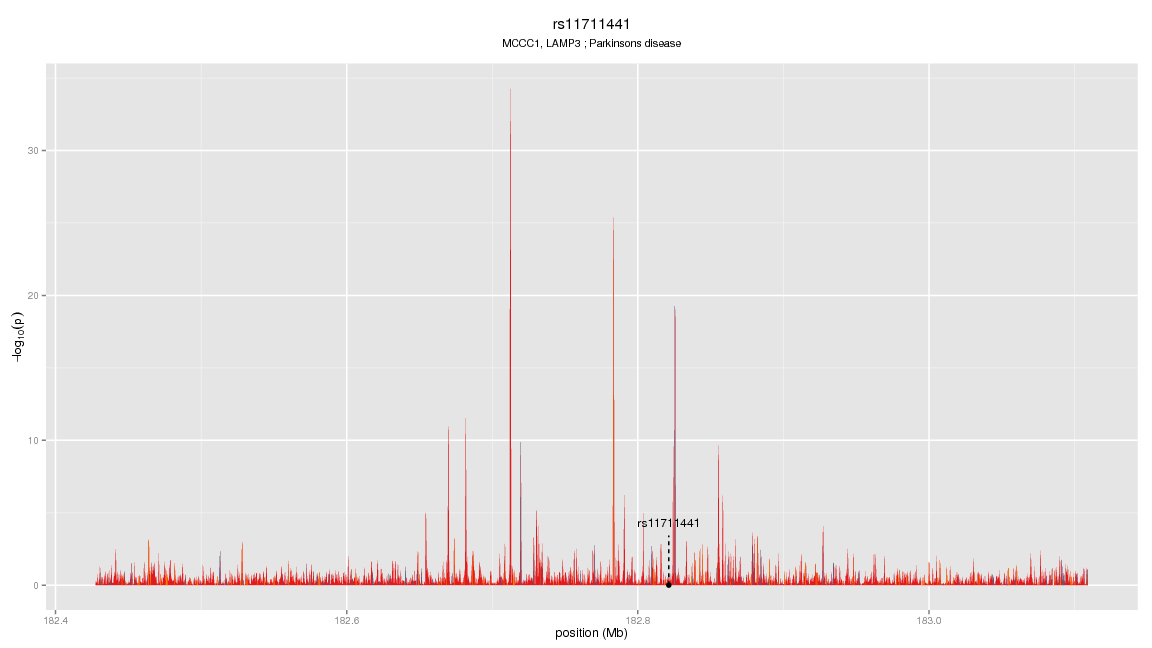 rs11711441
MCCC1, LAMP3 ; Parkinsons disease
30
20
10
0
−log10(p)
rs11711441
182.4
182.6
182.8
183.0
position (Mb)